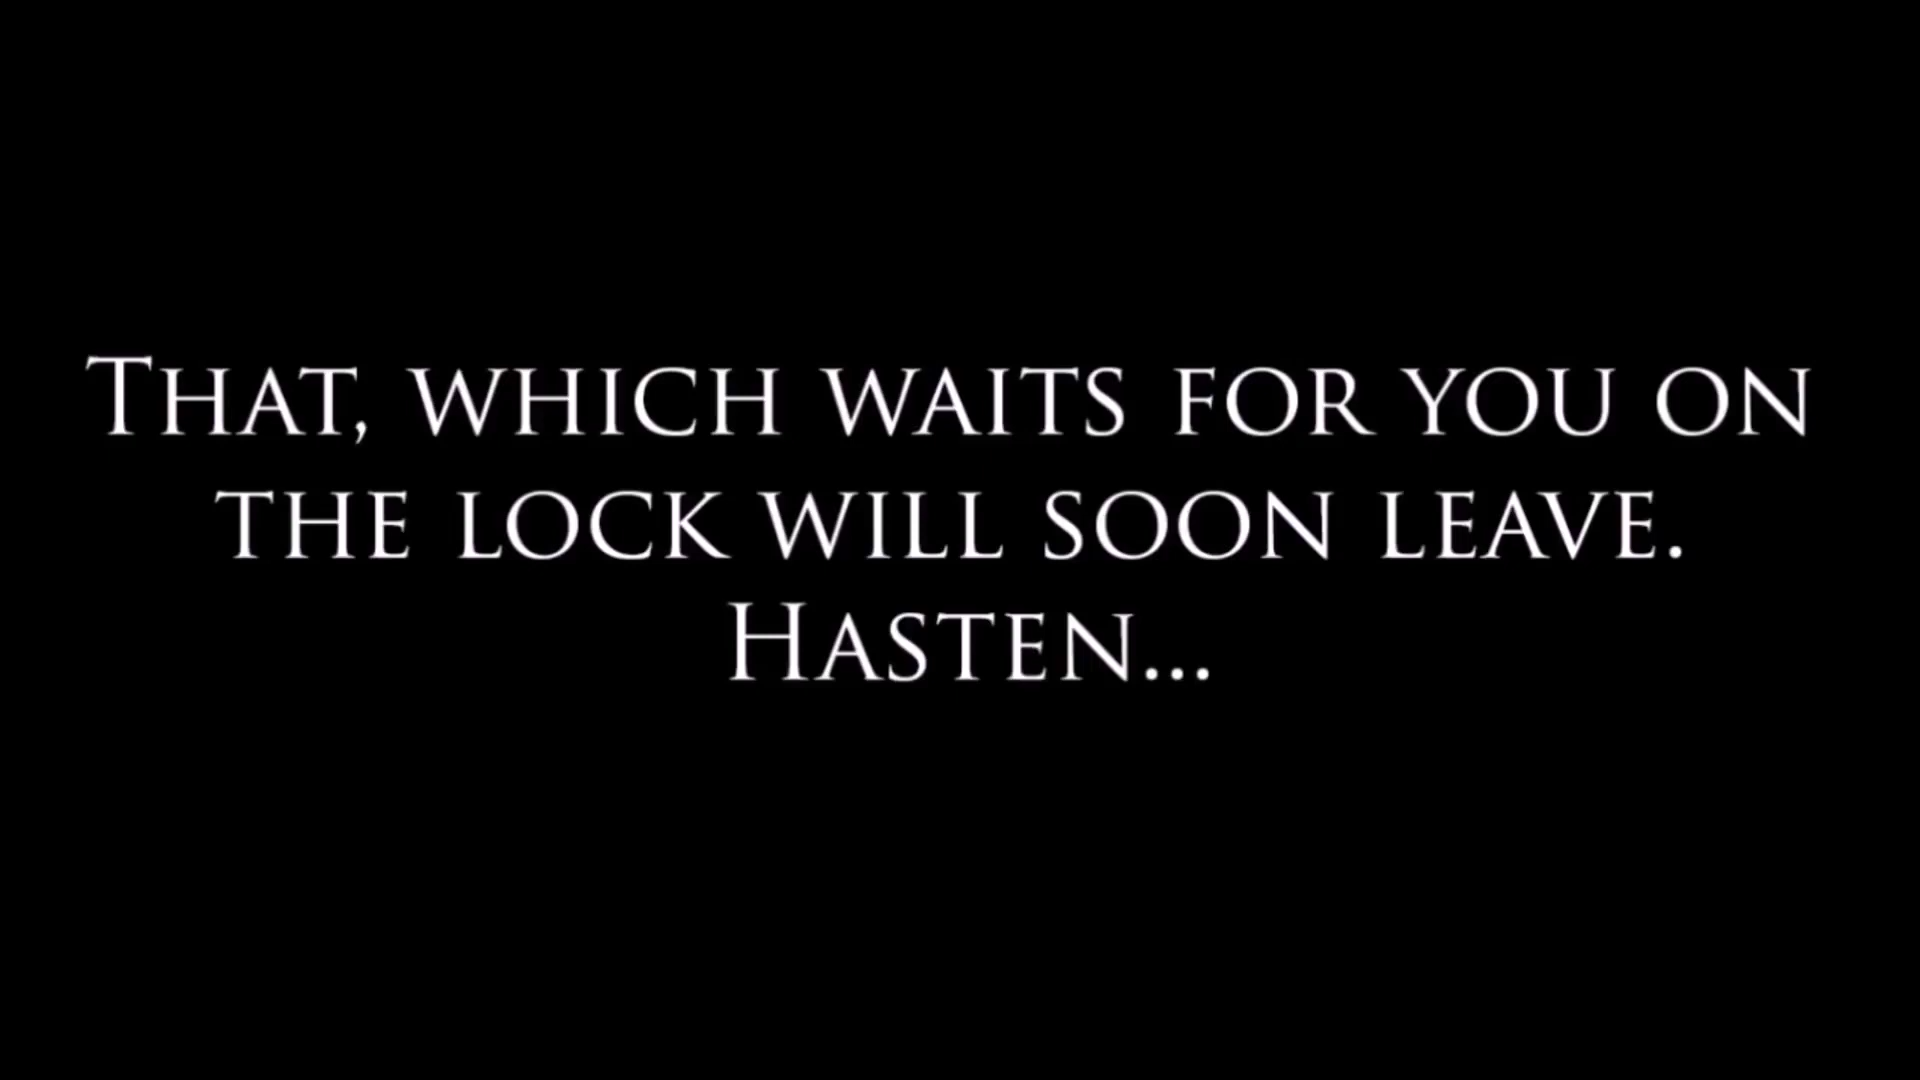 That, which waits for you on
the lock will soon leave.
Hasten...